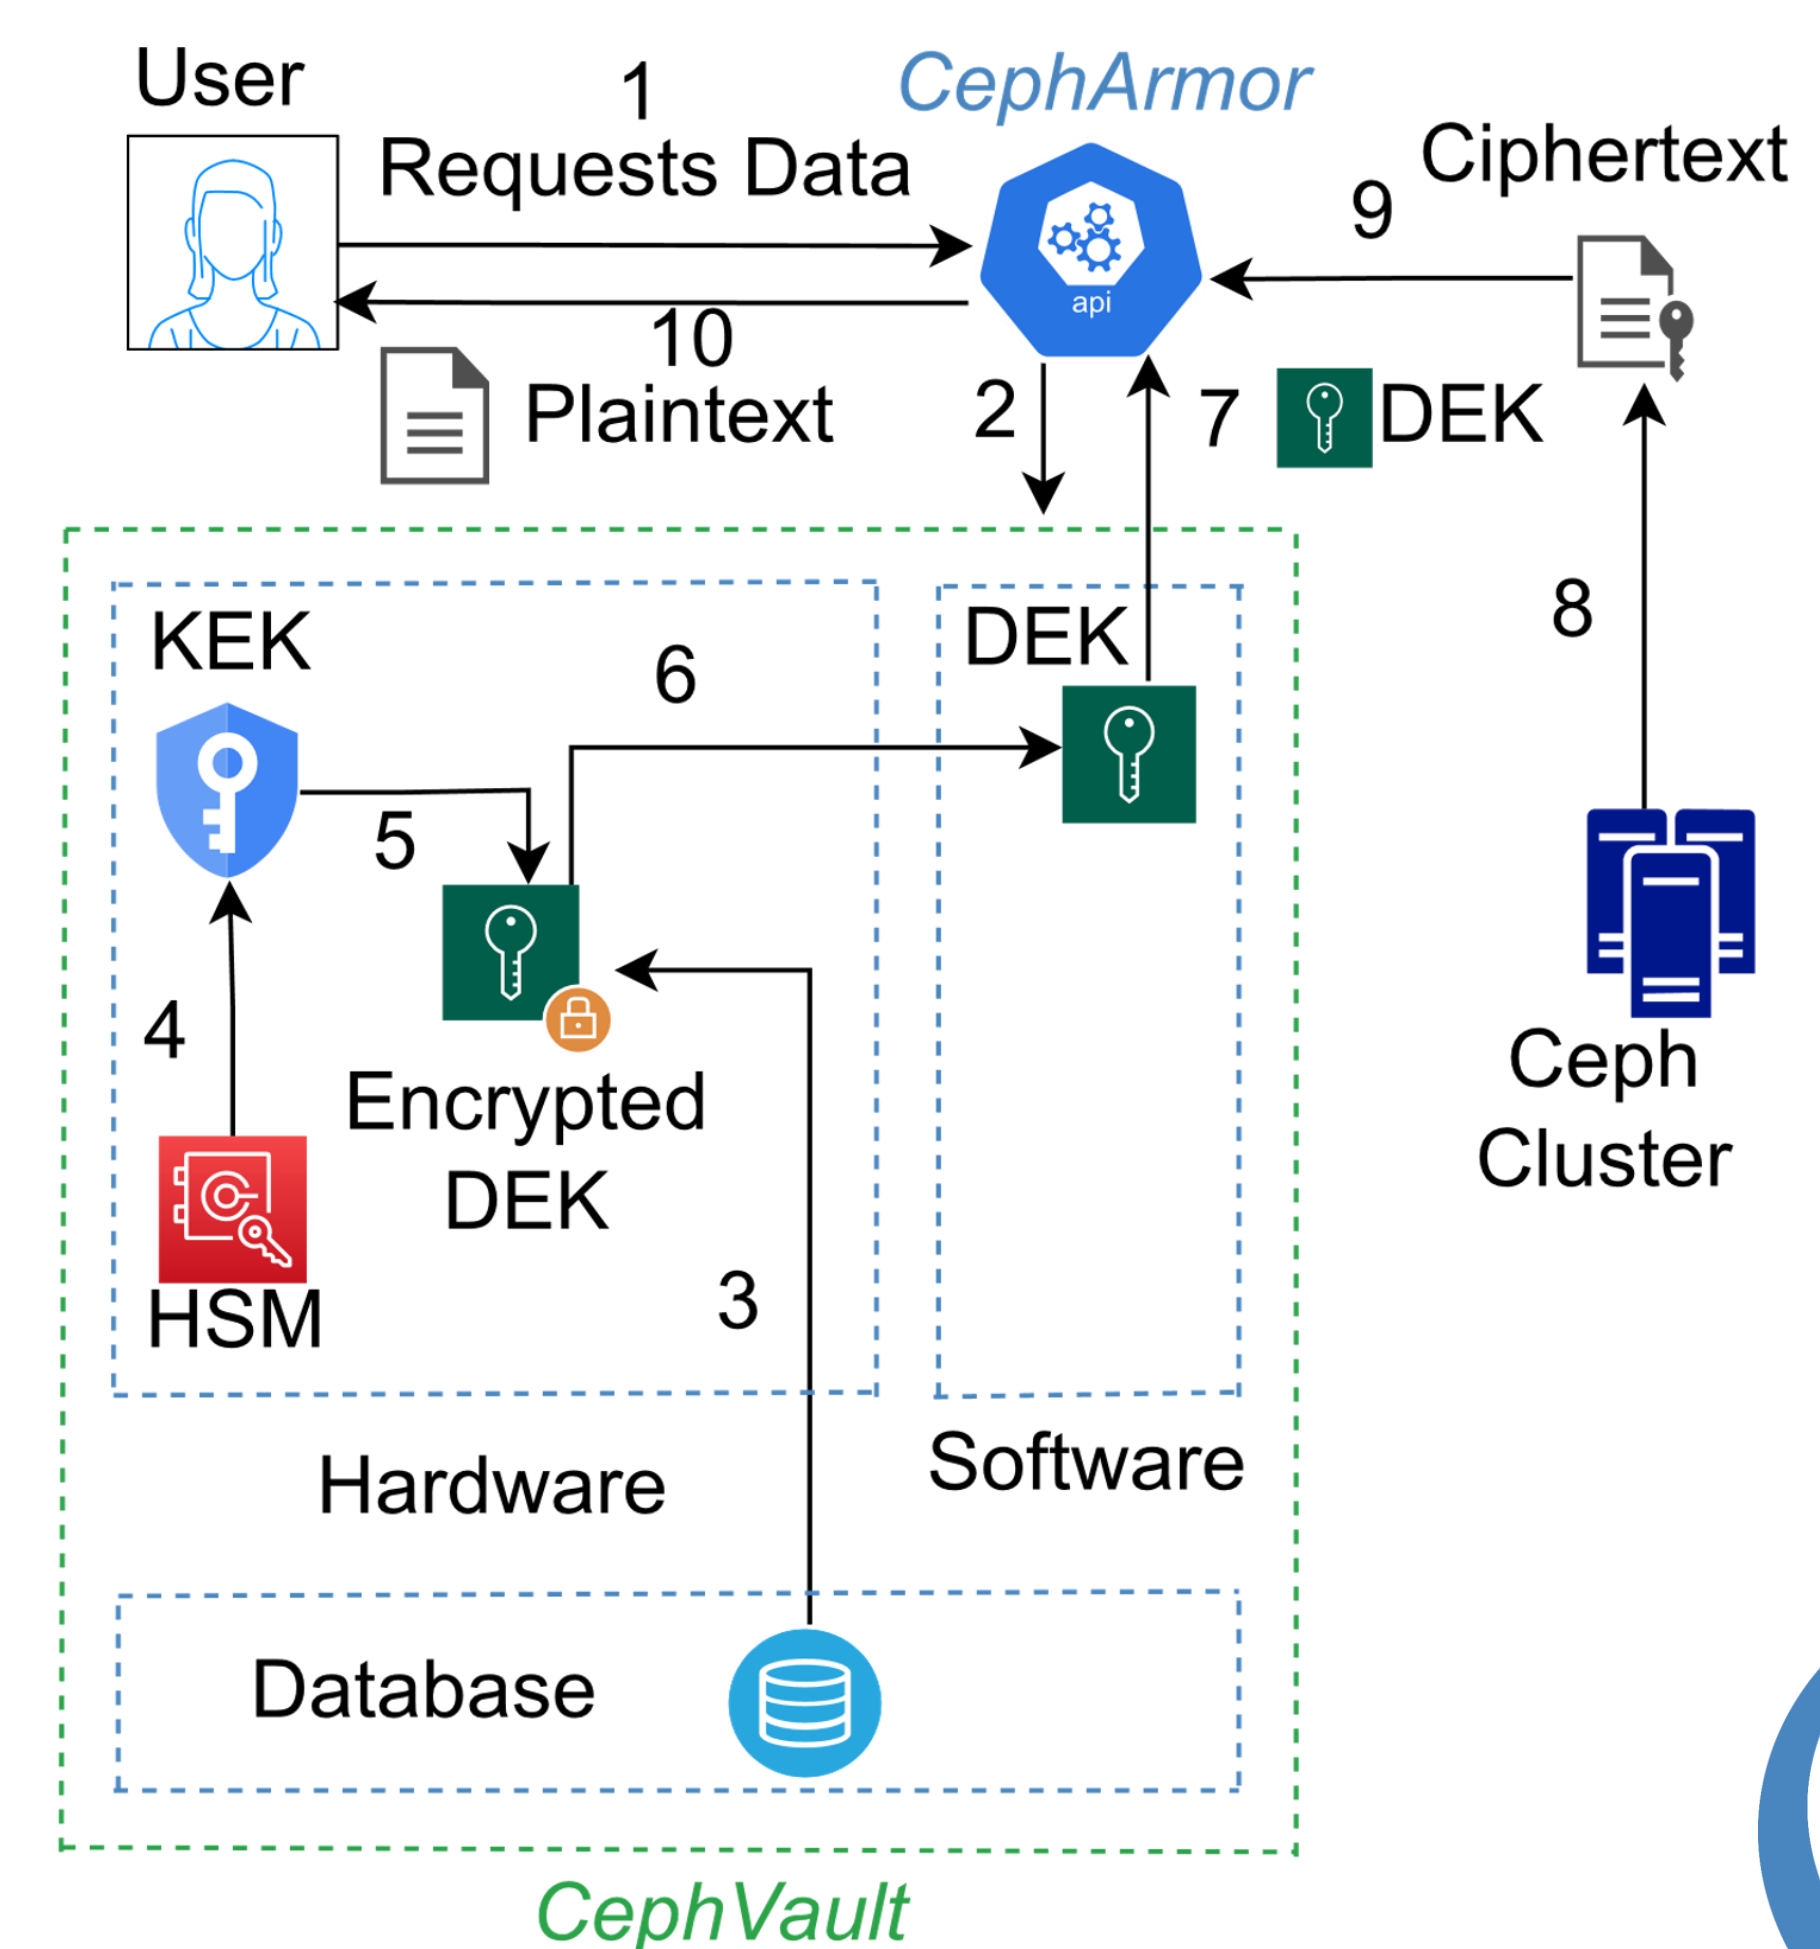 User
1
Requests Data
CephArmor
Ciphertext
9
api
10
Plaintext
2
7
DEK
KEK
6
DEK
8
5
4
Encrypted
DEK
HSM
3
Ceph
Cluster
Hardware
Software
Database
CephVault